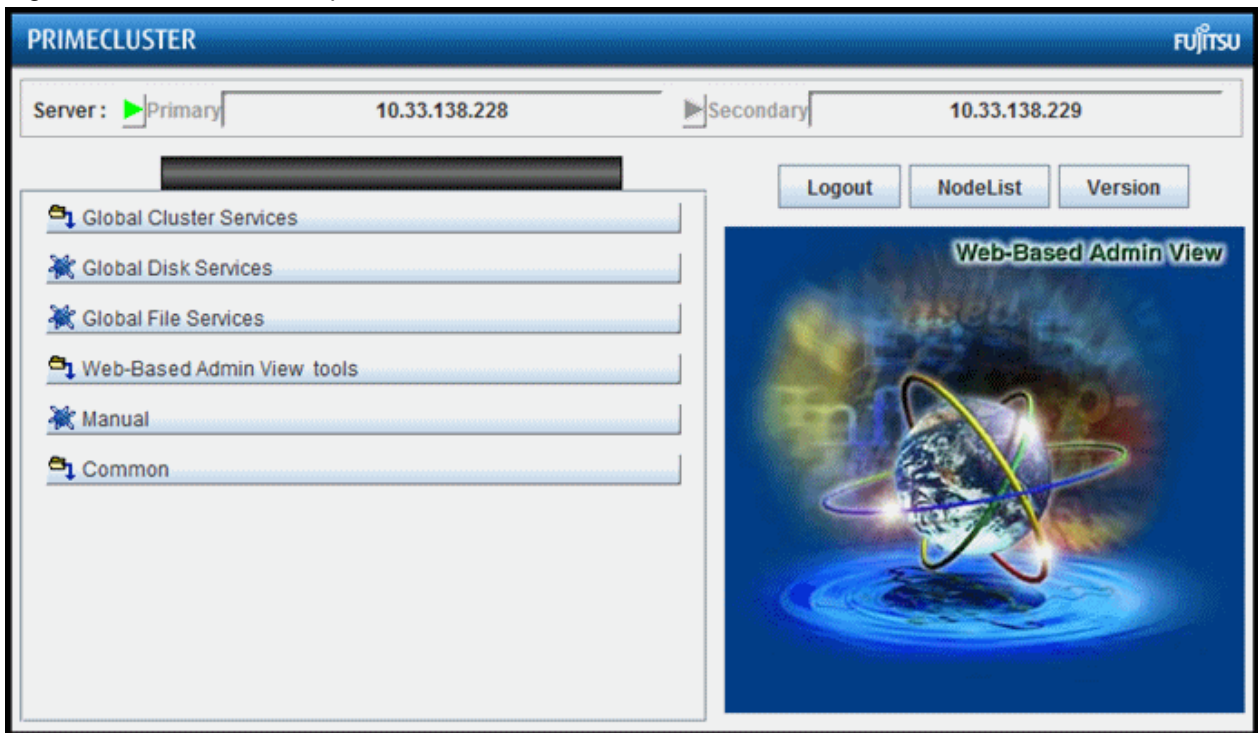 PRIMECLUSTER FUJITSU
Server : Primary 10.33.138.228 Secondary 10.33.138.229
Logout NodeList Version
Global Cluster Services
Global Disk Services
Global File Services
Web-Based Admin View tools
Manual
Common
Web-Based Admin View